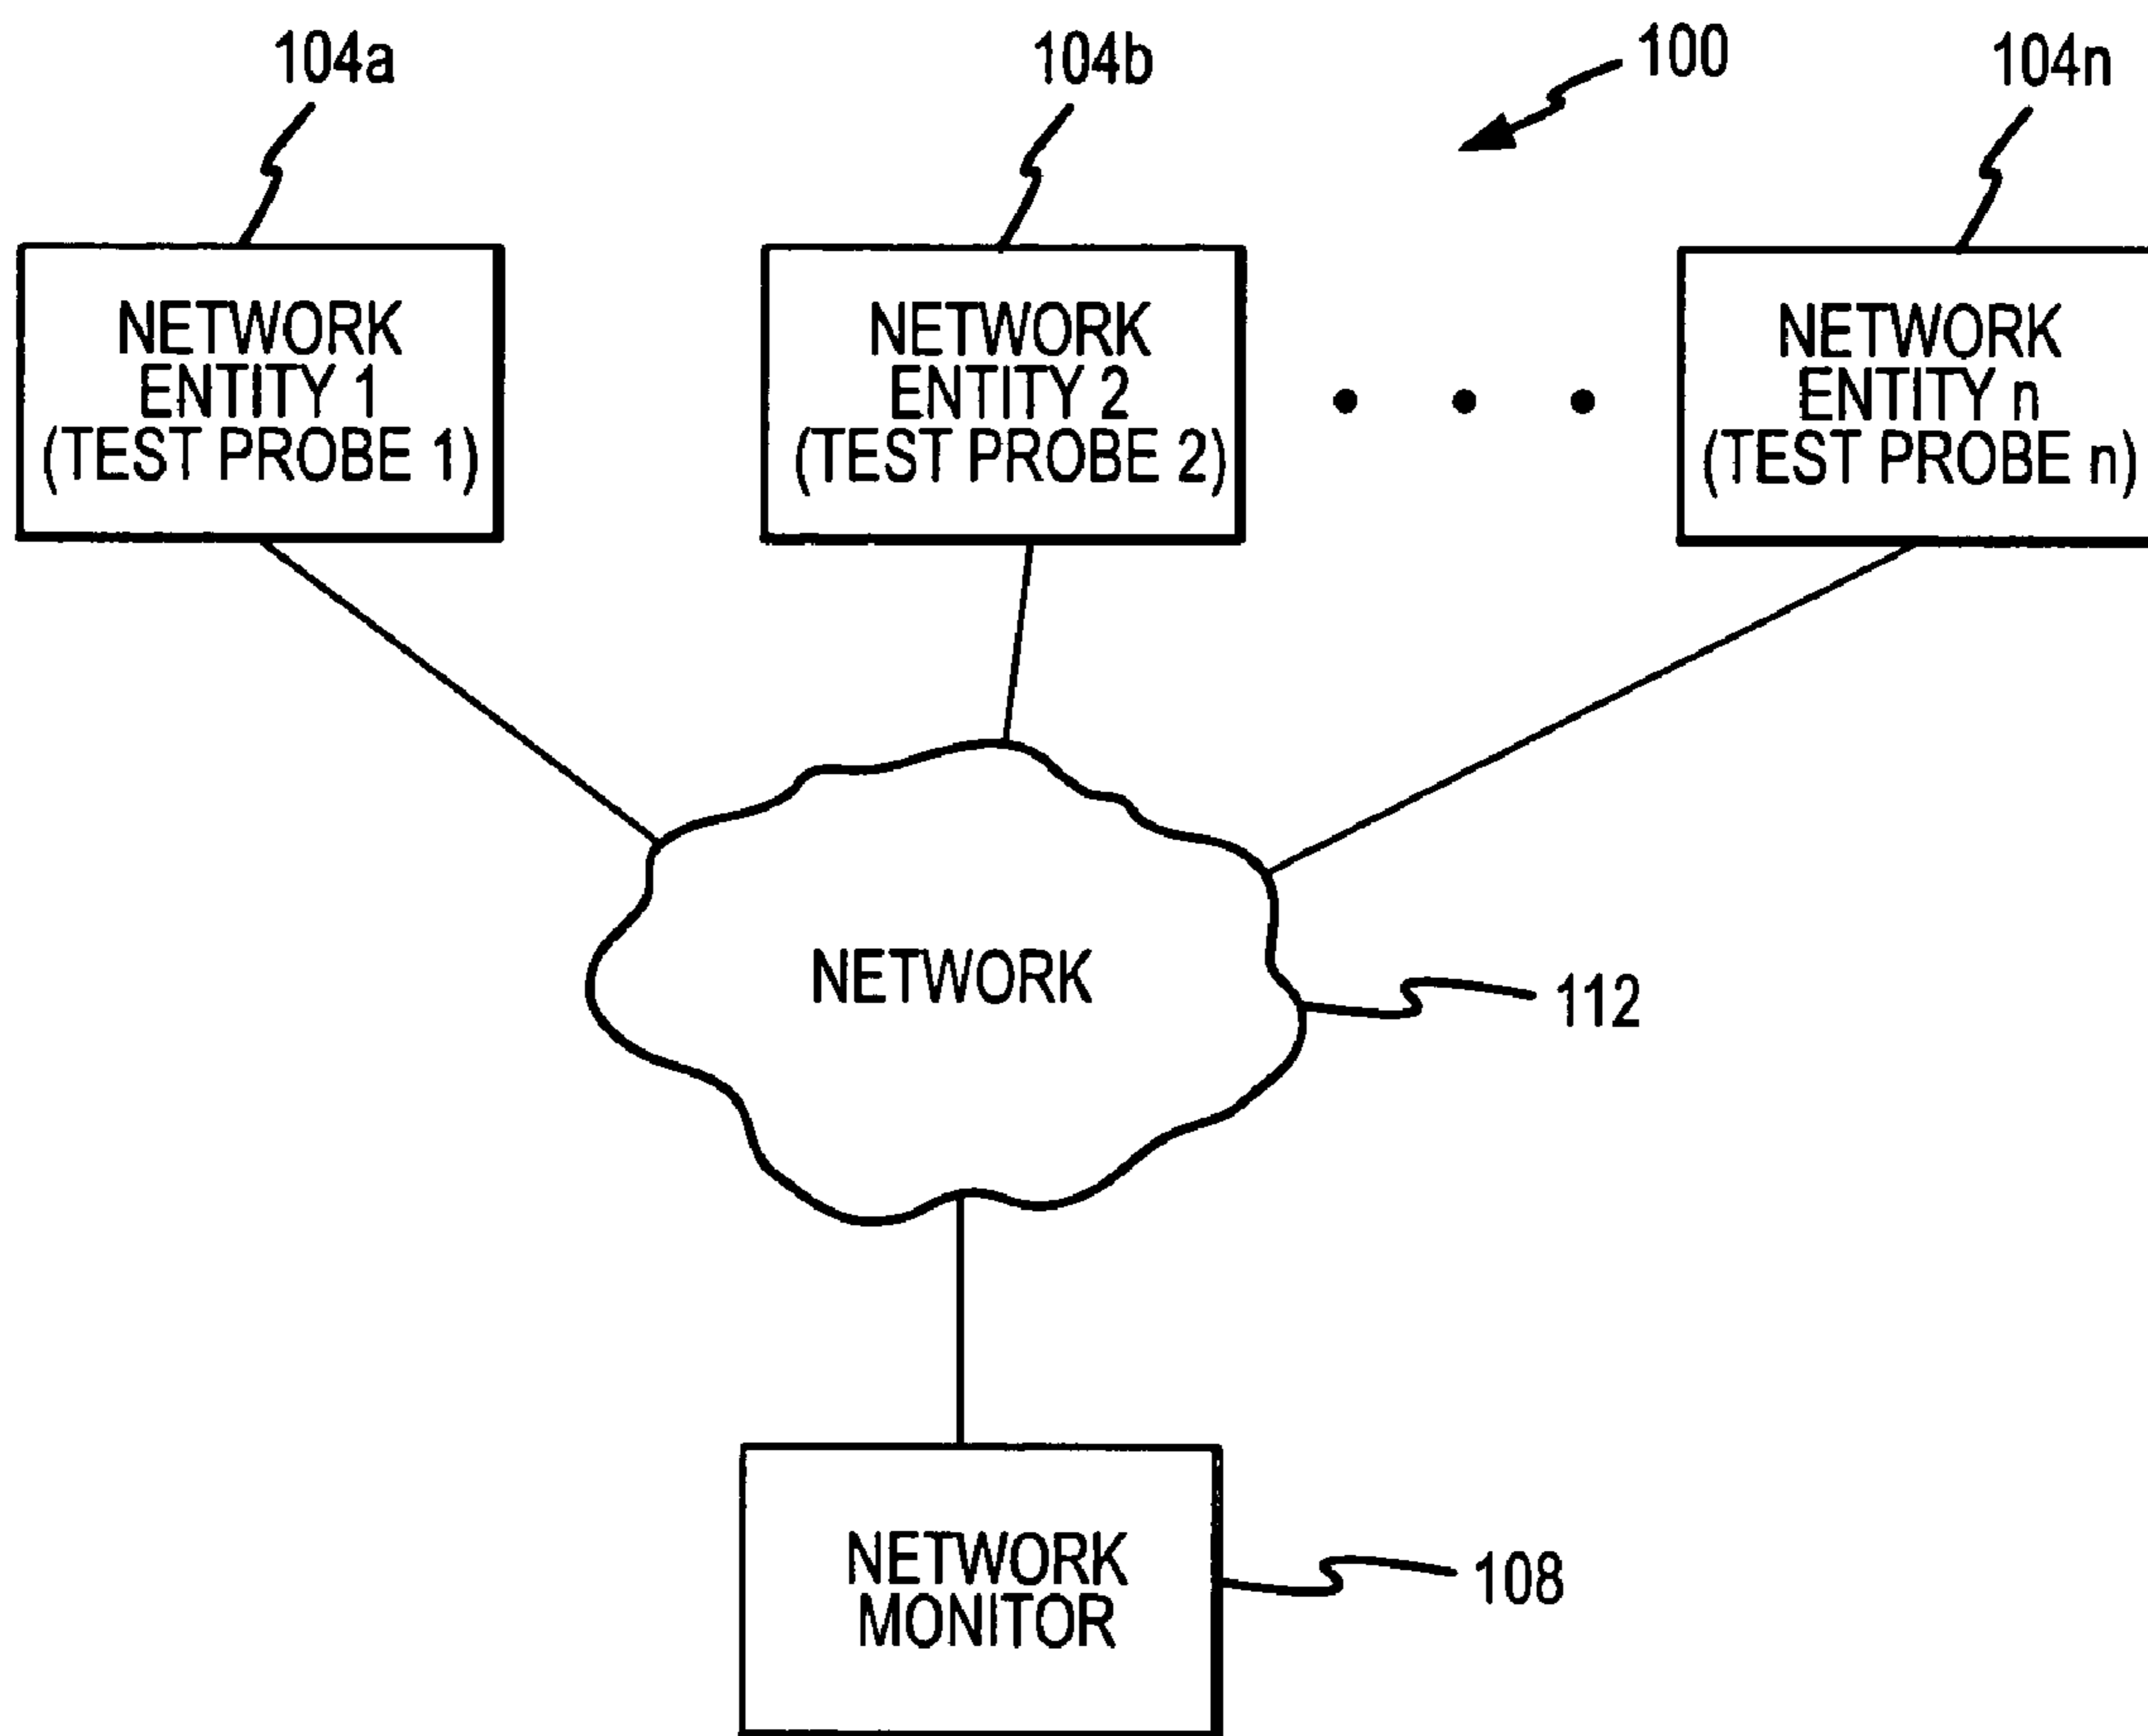 104a
104b
100
104n
NETWORK
ENTITY 1
(TEST PROBE 1)
NETWORK
ENTITY 2
(TEST PROBE 2)
NETWORK
ENTITY n
(TEST PROBE n)
NETWORK
112
NETWORK
MONITOR
108